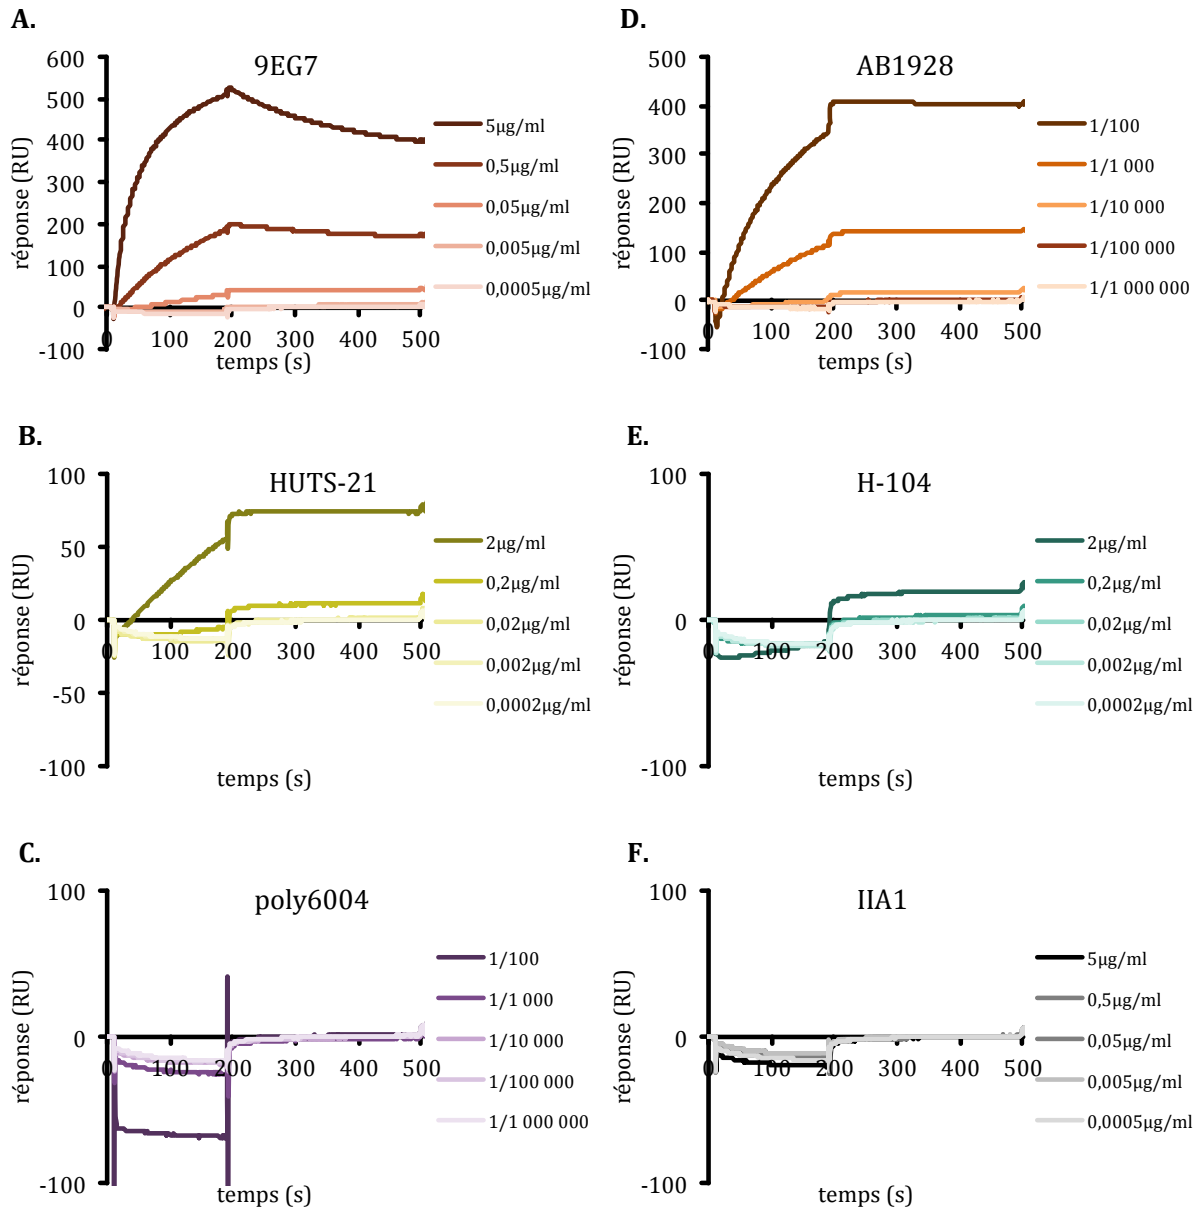 A.
9EG7
600
500
400
300
200
100
0
-100
réponse (RU)
0 100 200 300 400 500
temps (s)
5µg/ml
0,5µg/ml
0,05µg/ml
0,005µg/ml
0,0005µg/ml
D.
AB1928
500
400
300
200
100
0
-100
réponse (RU)
0 100 200 300 400 500
temps (s)
1/100
1/1 000
1/10 000
1/100 000
1/1 000 000
B.
HUTS-21
100
50
0
-50
-100
réponse (RU)
0 100 200 300 400 500
temps (s)
2µg/ml
0,2µg/ml
0,02µg/ml
0,002µg/ml
0,0002µg/ml
E.
H-104
100
0
-100
réponse (RU)
0 100 200 300 400 500
temps (s)
2µg/ml
0,2µg/ml
0,02µg/ml
0,002µg/ml
0,0002µg/ml
C.
poly6004
100
0
-100
réponse (RU)
0 100 200 300 400 500
temps (s)
1/100
1/1 000
1/10 000
1/100 000
1/1 000 000
F.
IIA1
100
0
-100
réponse (RU)
0 100 200 300 400 500
temps (s)
5µg/ml
0,5µg/ml
0,05µg/ml
0,005µg/ml
0,0005µg/ml